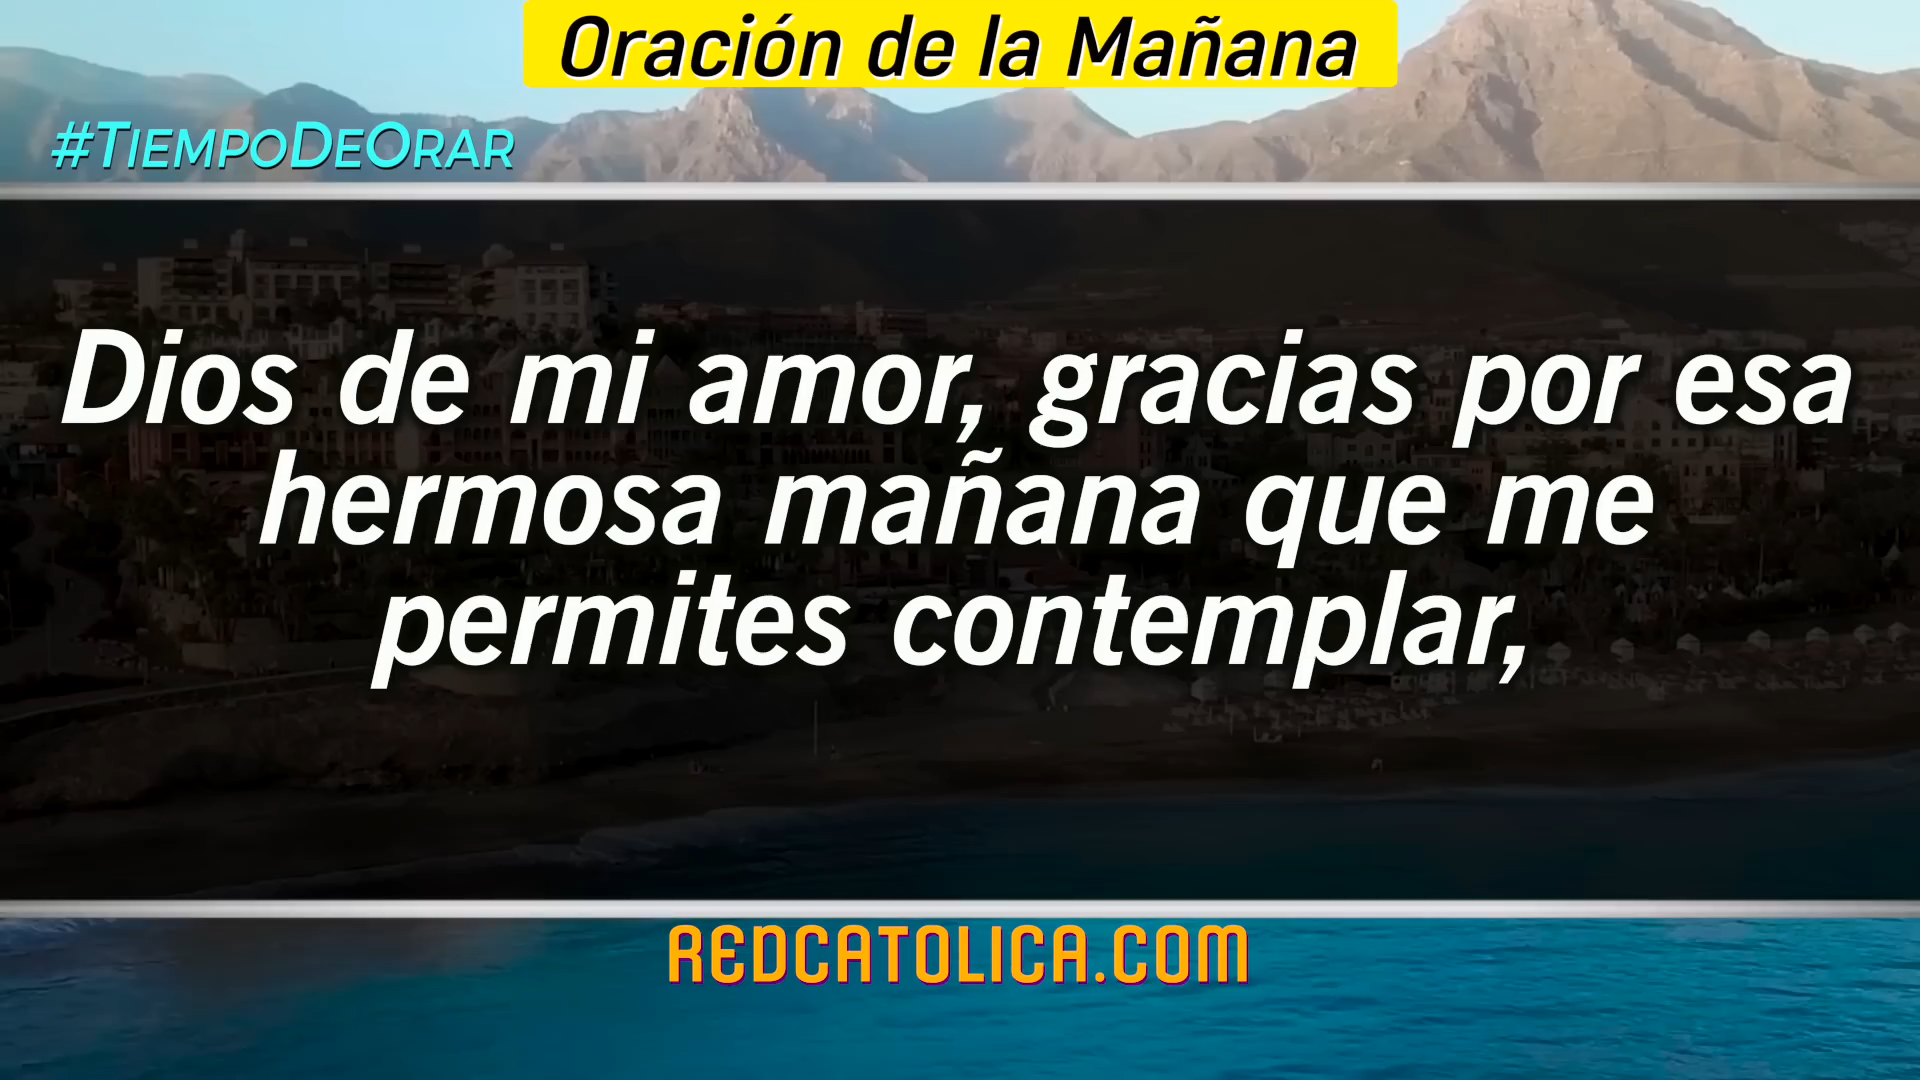 Oración de la Mañana
#TiempoDeOrar
Dios de mi amor, gracias por esa
hermosa mañana que me
permites contemplar,
REDCATOLICA.COM